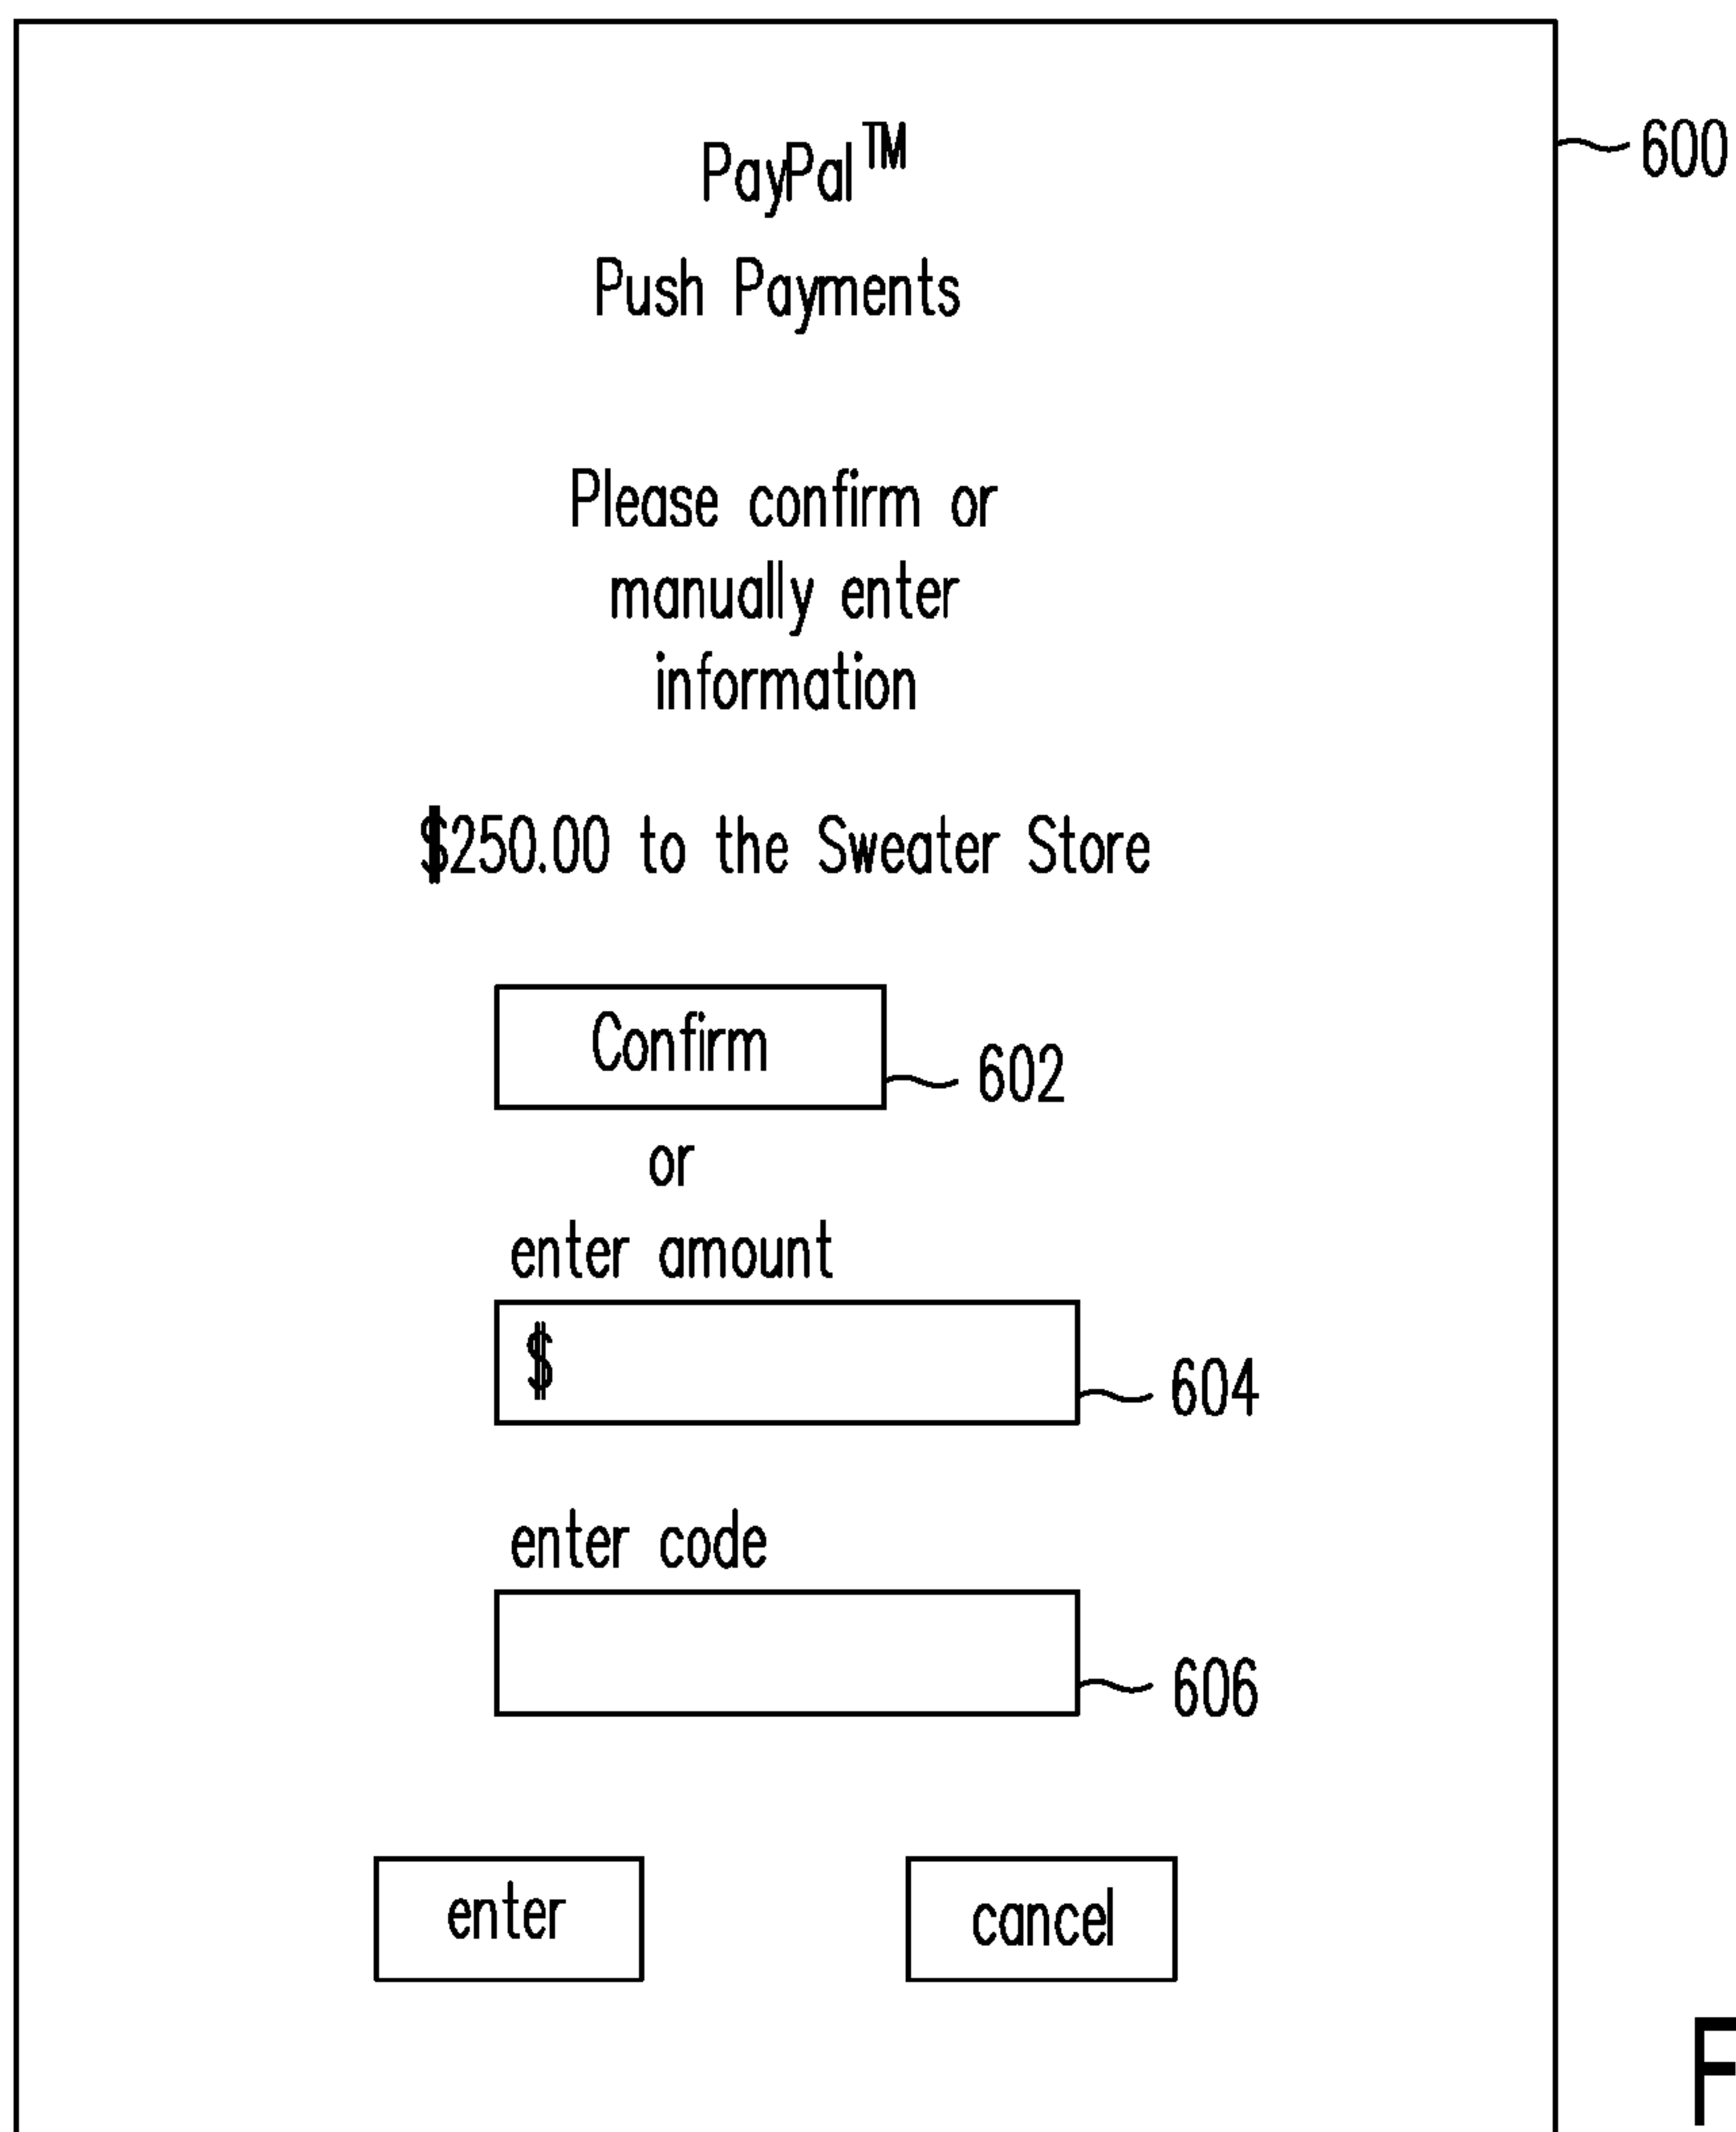 PayPal™
600
Push Payments
Please confirm or
manually enter
information
$250.00 to the Sweater Store
Confirm
602
or
enter amount
$
604
enter code
606
enter
cancel
F